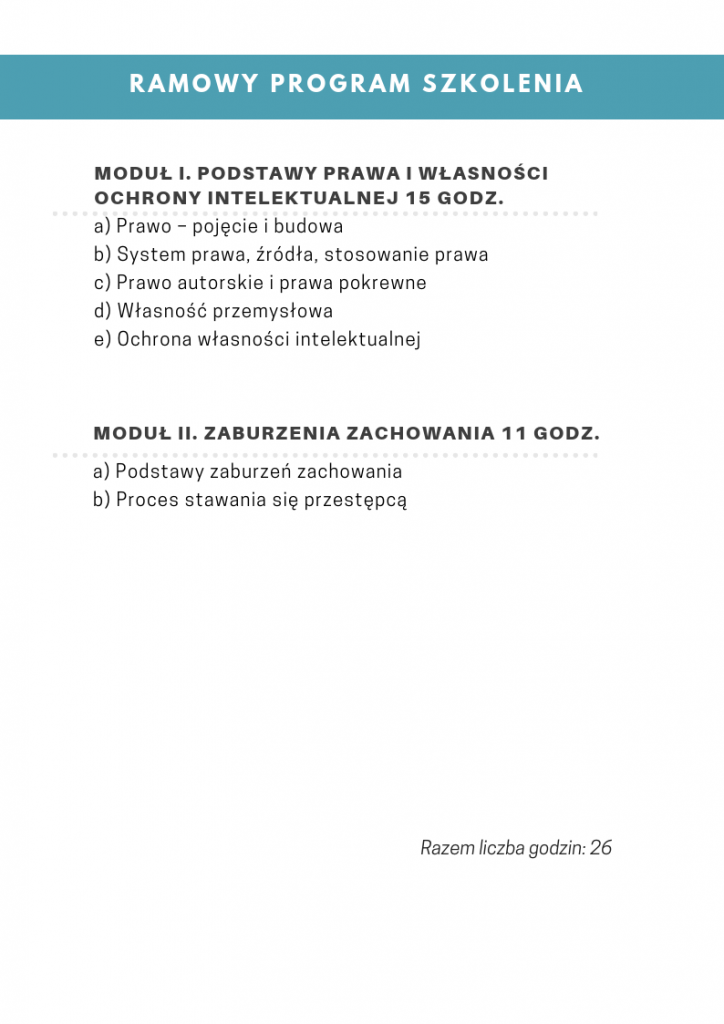 RAMOWY PROGRAM SZKOLENIA
MODUŁ I. PODSTAWY PRAWA I WŁASNOŚCI
OCHRONY INTELEKTUALNEJ 15 GODZ.
a) Prawo – pojęcie i budowa
b) System prawa, źródła, stosowanie prawa
c) Prawo autorskie i prawa pokrewne
d) Własność przemysłowa
e) Ochrona własności intelektualnej
MODUŁ II. ZABURZENIA ZACHOWANIA 11 GODZ.
a) Podstawy zaburzeń zachowania
b) Proces stawania się przestępcą
Razem liczba godzin: 26